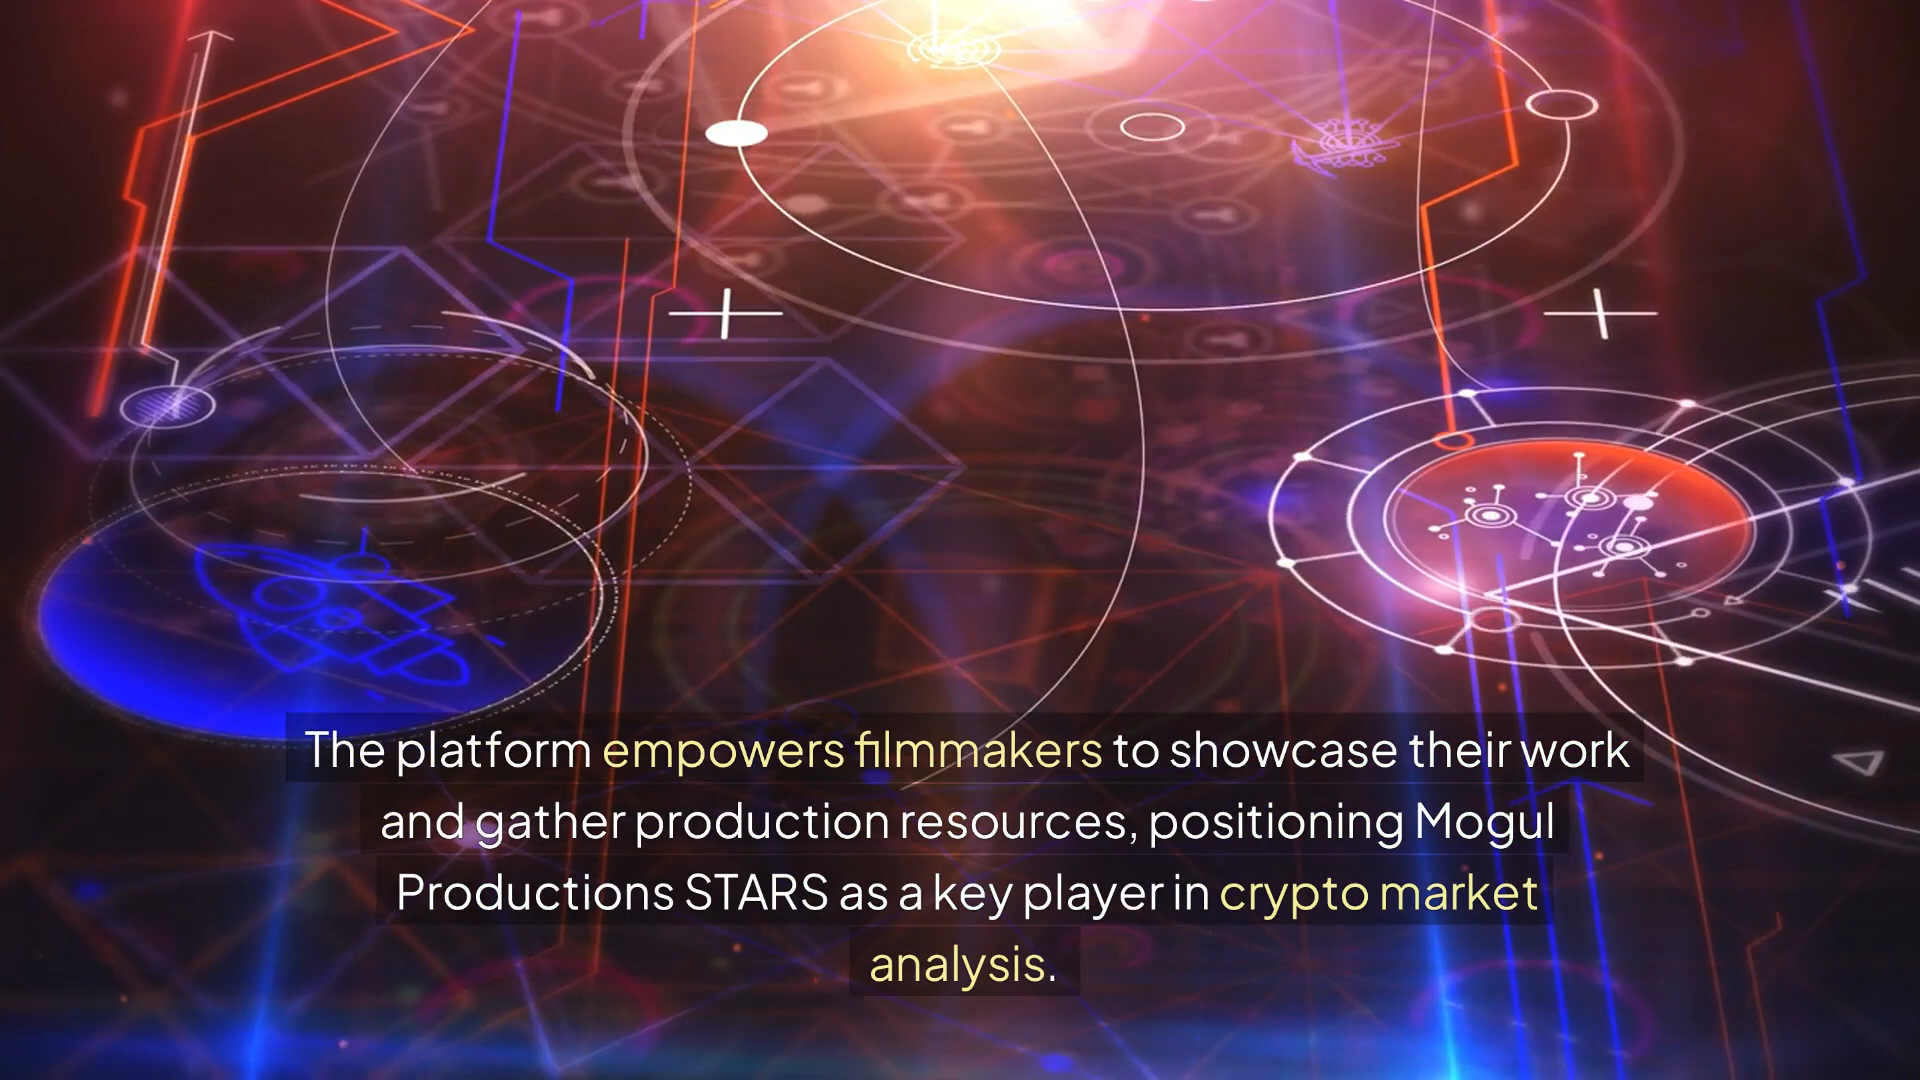 The platform empowers filmmakers to showcase their work
and gather production resources, positioning Mogul
Productions STARS as a key player in crypto market
analysis.